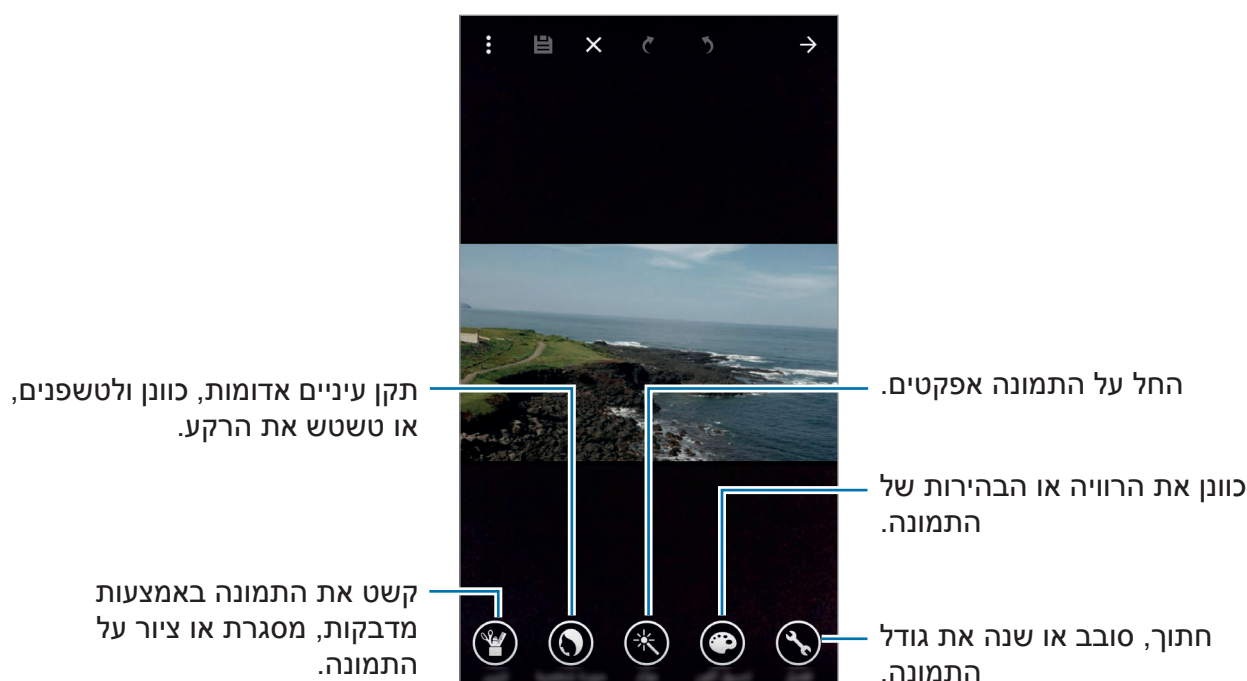 החל על התמונה אפקטים.
תקן עיניים אדומות, כוונן ולטשפנים,
או טשטש את הרקע.
כוונן את הרוויה או הבהירות של
התמונה.
קשט את התמונה באמצעות
מדבקות, מסגרת או ציור על
התמונה.
חתוך, סובב או שנה את גודל
התמונה.